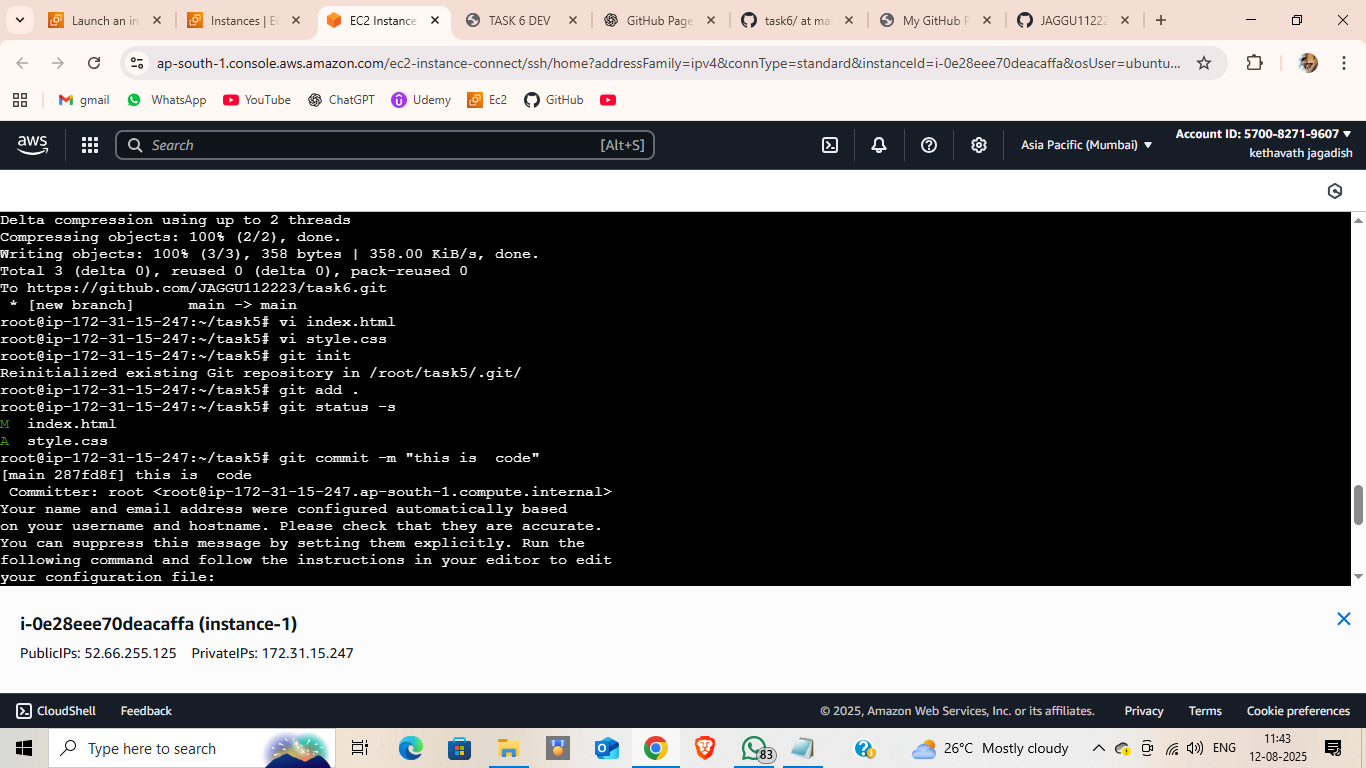 Launch an in
Instances | EC
EC2 Instance
TASK 6 DEV
GitHub Page
task6/ at ma
My GitHub P
JAGGU11222
ap-south-1.console.aws.amazon.com/ec2-instance-connect/ssh/home?addressFamily=ipv4&connType=standard&instanceId=i-0e28eee70deacaffa&osUser=ubuntu...
gmail
WhatsApp
YouTube
ChatGPT
Udemy
Ec2
GitHub
aws
Search
[Alt+S]
Asia Pacific (Mumbai)
Account ID: 5700-8271-9607
kethavath jagadish
Delta compression using up to 2 threads
Compressing objects: 100% (2/2), done.
Writing objects: 100% (3/3), 358 bytes | 358.00 KiB/s, done.
Total 3 (delta 0), reused 0 (delta 0), pack-reused 0
To https://github.com/JAGGU112223/task6.git
 * [new branch]      main -> main
root@ip-172-31-15-247:~/task5# vi index.html
root@ip-172-31-15-247:~/task5# vi style.css
root@ip-172-31-15-247:~/task5# git init
Reinitialized existing Git repository in /root/task5/.git/
root@ip-172-31-15-247:~/task5# git add .
root@ip-172-31-15-247:~/task5# git status -s
M  index.html
A  style.css
root@ip-172-31-15-247:~/task5# git commit -m "this is  code"
[main 287fd8f] this is  code
 Committer: root <root@ip-172-31-15-247.ap-south-1.compute.internal>
Your name and email address were configured automatically based
on your username and hostname. Please check that they are accurate.
You can suppress this message by setting them explicitly. Run the
following command and follow the instructions in your editor to edit
your configuration file:
i-0e28eee70deacaffa (instance-1)
PublicIPs: 52.66.255.125    PrivateIPs: 172.31.15.247
CloudShell
Feedback
© 2025, Amazon Web Services, Inc. or its affiliates.
Privacy
Terms
Cookie preferences
Type here to search
83
26°C  Mostly cloudy
ENG
11:43
12-08-2025